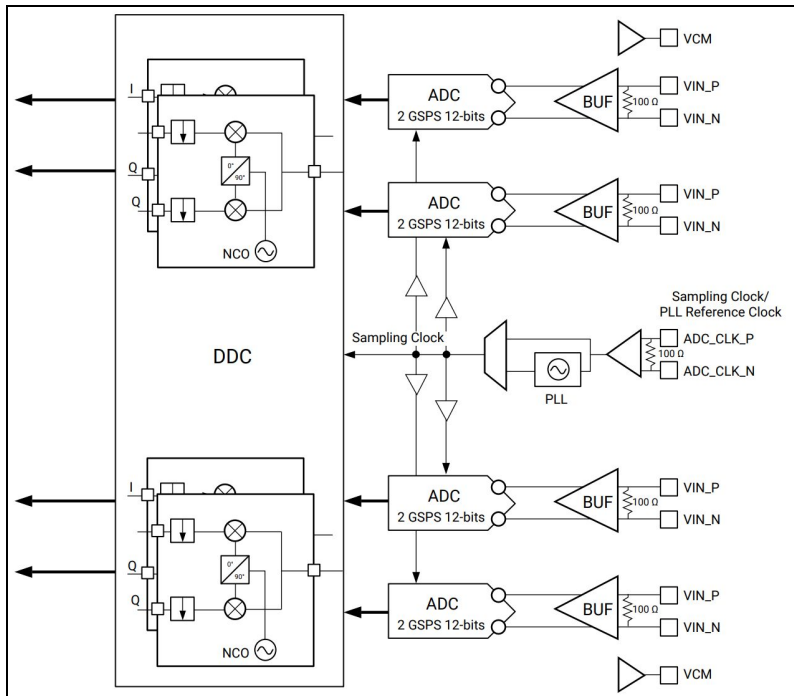 VCM
I
ADC
2 GSPS 12-bits
BUF
100 Ω
VIN_P
VIN_N
0°
90°
Q
Q
NCO
ADC
2 GSPS 12-bits
BUF
100 Ω
VIN_P
VIN_N
Sampling Clock/
PLL Reference Clock
Sampling Clock
DDC
PLL
100 Ω
ADC_CLK_P
ADC_CLK_N
I
ADC
2 GSPS 12-bits
BUF
100 Ω
VIN_P
VIN_N
0°
90°
Q
Q
NCO
ADC
2 GSPS 12-bits
BUF
100 Ω
VIN_P
VIN_N
VCM